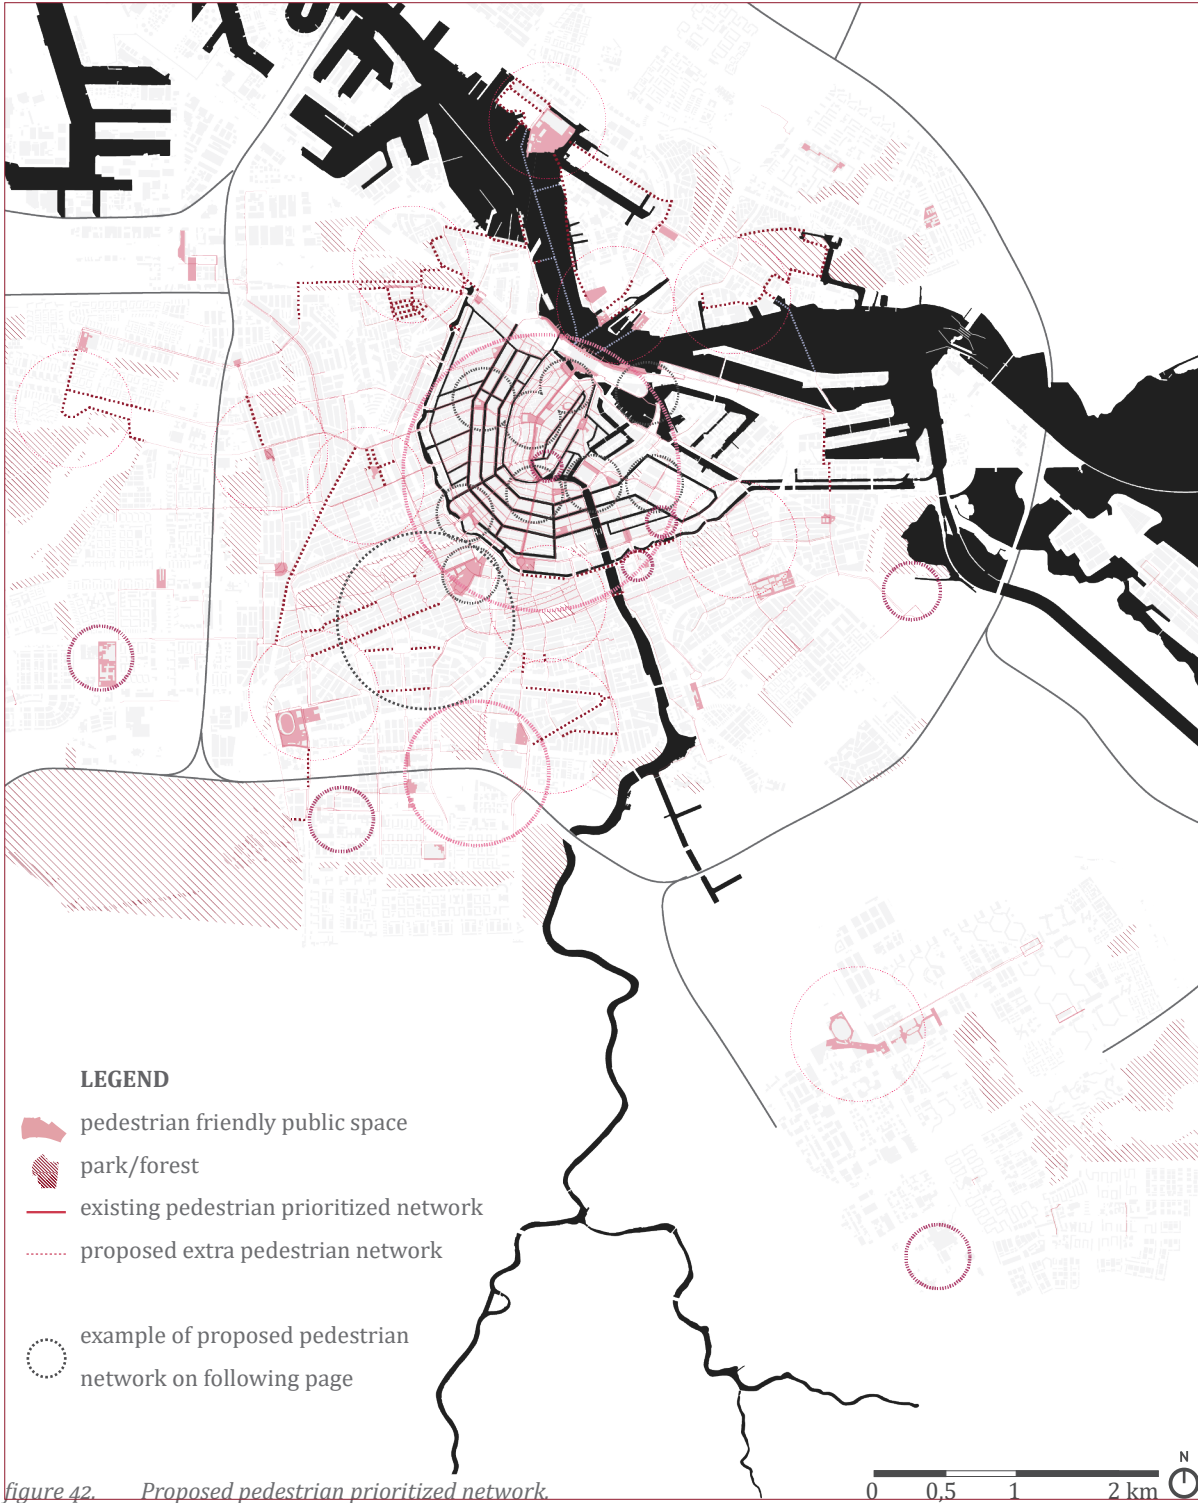 LEGEND
pedestrian friendly public space
park/forest
existing pedestrian prioritized network
proposed extra pedestrian network
example of proposed pedestrian
network on following page
N
0 0,5 1 2 km
figure 42. Proposed pedestrian prioritized network.